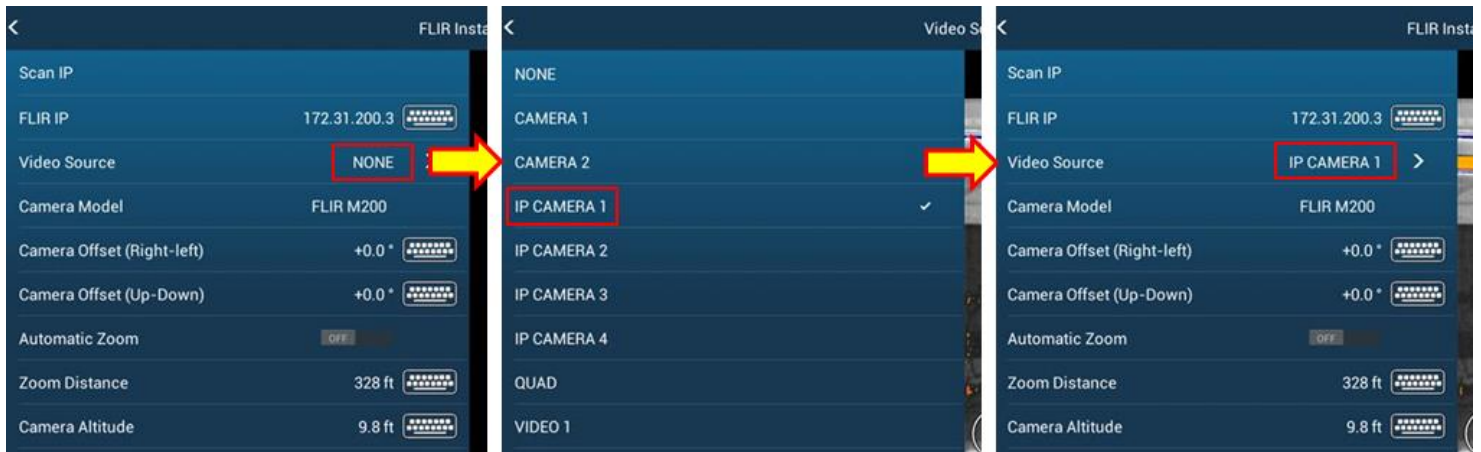 FLIR Insta
Scan IP
FLIR IP 172.31.200.3
Video Source NONE
Camera Model FLIR M200
Camera Offset (Right-left) +0.0 °
Camera Offset (Up-Down) +0.0 °
Automatic Zoom OFF
Zoom Distance 328 ft
Camera Altitude 9.8 ft
Video S
NONE
CAMERA 1
CAMERA 2
IP CAMERA 1
IP CAMERA 2
IP CAMERA 3
IP CAMERA 4
QUAD
VIDEO 1
FLIR Insta
Scan IP
FLIR IP 172.31.200.3
Video Source IP CAMERA 1
Camera Model FLIR M200
Camera Offset (Right-left) +0.0 °
Camera Offset (Up-Down) +0.0 °
Automatic Zoom OFF
Zoom Distance 328 ft
Camera Altitude 9.8 ft